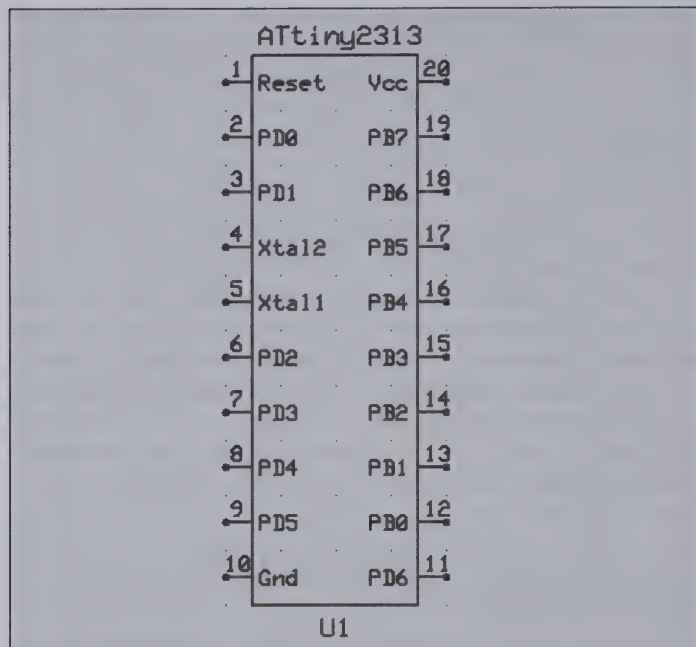 ATtiny2313
1 Reset Vcc 20
2 PD0 PB7 19
3 PD1 PB6 18
4 Xtal2 PB5 17
5 Xtal1 PB4 16
6 PD2 PB3 15
7 PD3 PB2 14
8 PD4 PB1 13
9 PD5 PB0 12
10 Gnd PD6 11
U1